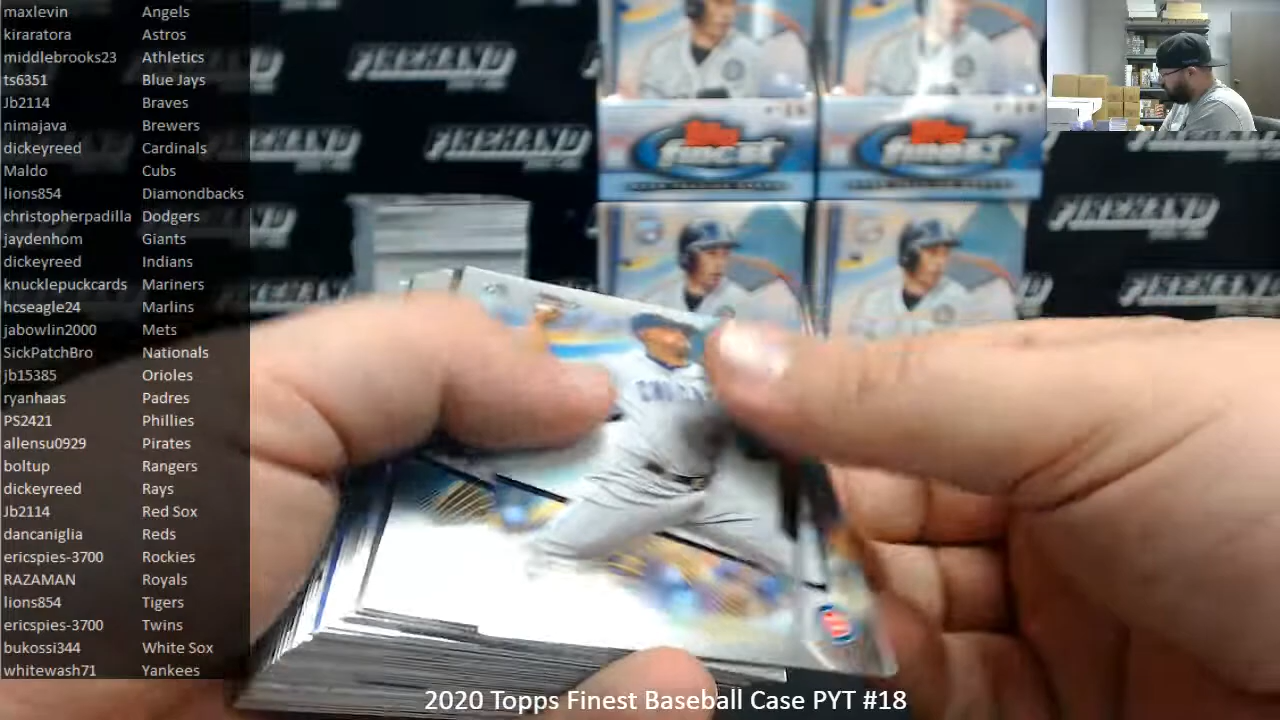 maxlevin Angels
kiraratora Astros
middlebrooks23 Athletics
ts6351 Blue Jays
Jb2114 Braves
nimajava Brewers
dickeyreed Cardinals
Maldo Cubs
lions854 Diamondbacks
christopherpadilla Dodgers
jaydenhom Giants
dickeyreed Indians
knucklepuckcards Mariners
hcseagle24 Marlins
jabowlin2000 Mets
SickPatchBro Nationals
jb15385 Orioles
ryanhaas Padres
PS2421 Phillies
allensu0929 Pirates
boltup Rangers
dickeyreed Rays
Jb2114 Red Sox
dancaniglia Reds
ericspies-3700 Rockies
RAZAMAN Royals
lions854 Tigers
ericspies-3700 Twins
bukossi344 White Sox
whitewash71 Yankees
FIREHAND
FIREHAND
FIREHAND
FIREHAND
Topps
finest
Topps
finest
2020 Topps Finest Baseball Case PYT #18